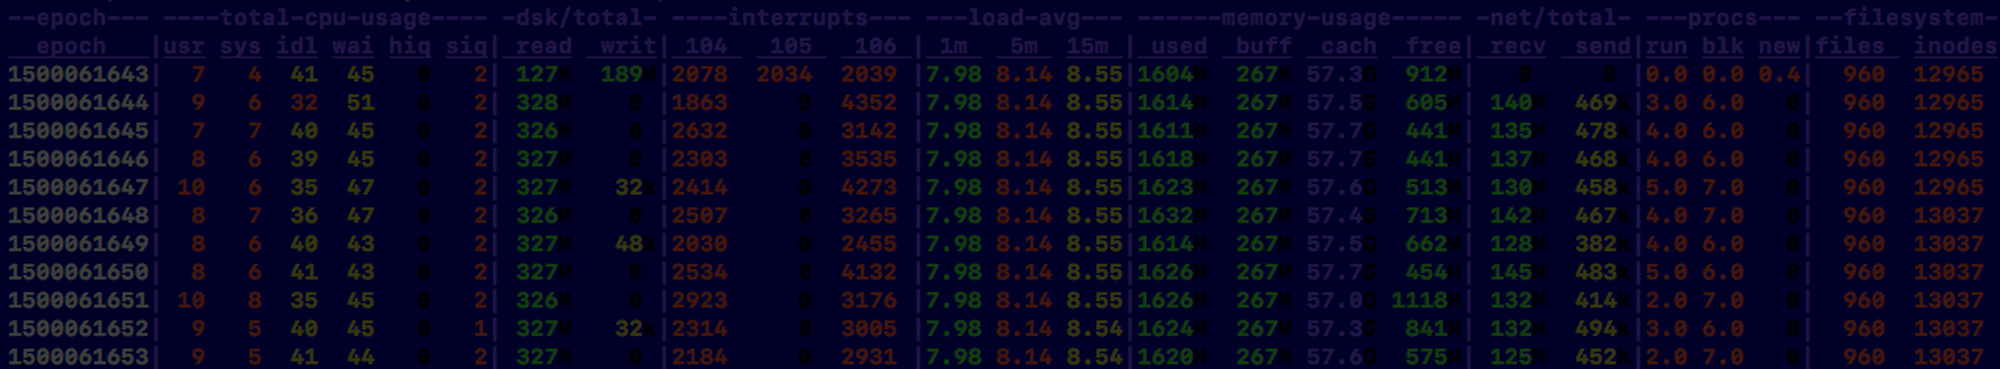 --epoch--- ----total-cpu-usage---- -dsk/total- ----interrupts--- ---load-avg--- ------memory-usage----- -net/total- ---procs--- --filesystem-
epoch |usr sys idl wai hiq siq| read writ| 104 105 106 | 1m 5m 15m | used buff cach free| recv send|run blk new|files inodes
1500061643| 7 4 41 45 0 2| 127M 189M|2078 2034 2039 |7.98 8.14 8.55|1604M 267M 57.3G 912M| 0 0 |0.0 0.0 0.4| 960 12965
1500061644| 9 6 32 51 0 2| 328M 0 |1863 0 4352 |7.98 8.14 8.55|1614M 267M 57.5G 605M| 140M 469k|3.0 6.0 0| 960 12965
1500061645| 7 7 40 45 0 2| 326M 0 |2632 0 3142 |7.98 8.14 8.55|1611M 267M 57.7G 441M| 135M 478k|4.0 6.0 0| 960 12965
1500061646| 8 6 39 45 0 2| 327M 0 |2303 0 3535 |7.98 8.14 8.55|1618M 267M 57.7G 441M| 137M 468k|4.0 6.0 0| 960 12965
1500061647| 10 6 35 47 0 2| 327M 32k|2414 0 4273 |7.98 8.14 8.55|1623M 267M 57.6G 513M| 130M 458k|5.0 7.0 0| 960 12965
1500061648| 8 7 36 47 0 2| 326M 0 |2507 0 3265 |7.98 8.14 8.55|1632M 267M 57.4G 713M| 142M 467k|4.0 7.0 0| 960 13037
1500061649| 8 6 40 43 0 2| 327M 48k|2030 0 2455 |7.98 8.14 8.55|1614M 267M 57.5G 662M| 128M 382k|4.0 6.0 0| 960 13037
1500061650| 8 6 41 43 0 2| 327M 0 |2534 0 4132 |7.98 8.14 8.55|1626M 267M 57.7G 454M| 145M 483k|5.0 6.0 0| 960 13037
1500061651| 10 8 35 45 0 2| 326M 0 |2923 0 3176 |7.98 8.14 8.55|1626M 267M 57.0G 1118M| 132M 414k|2.0 7.0 0| 960 13037
1500061652| 9 5 40 45 0 1| 327M 32k|2314 0 3005 |7.98 8.14 8.54|1624M 267M 57.3G 841M| 132M 494k|3.0 6.0 0| 960 13037
1500061653| 9 5 41 44 0 2| 327M 0 |2184 0 2931 |7.98 8.14 8.54|1620M 267M 57.6G 575M| 125M 452k|2.0 7.0 0| 960 13037